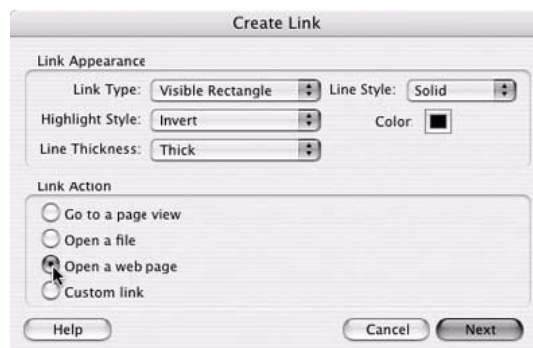 Create Link
Link Appearance
Link Type: Visible Rectangle Line Style: Solid
Highlight Style: Invert Color:
Line Thickness: Thick
Link Action
Go to a page view
Open a file
Open a web page
Custom link
Help Cancel Next